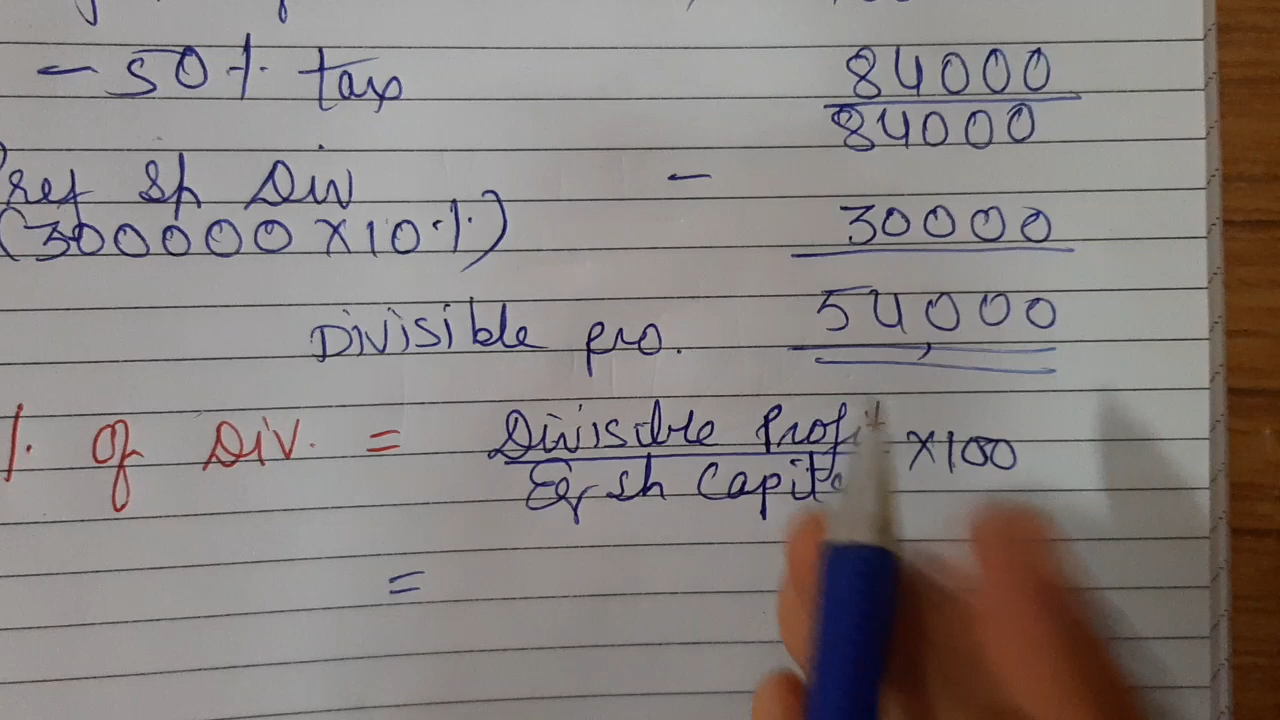 - 50% tax 84000
84000
Pref Sh Div -
(300000 x 10%) 30000
Divisible pro. 54000
% Of Div. = Divisible Profit x100
Eq Sh Capital
=